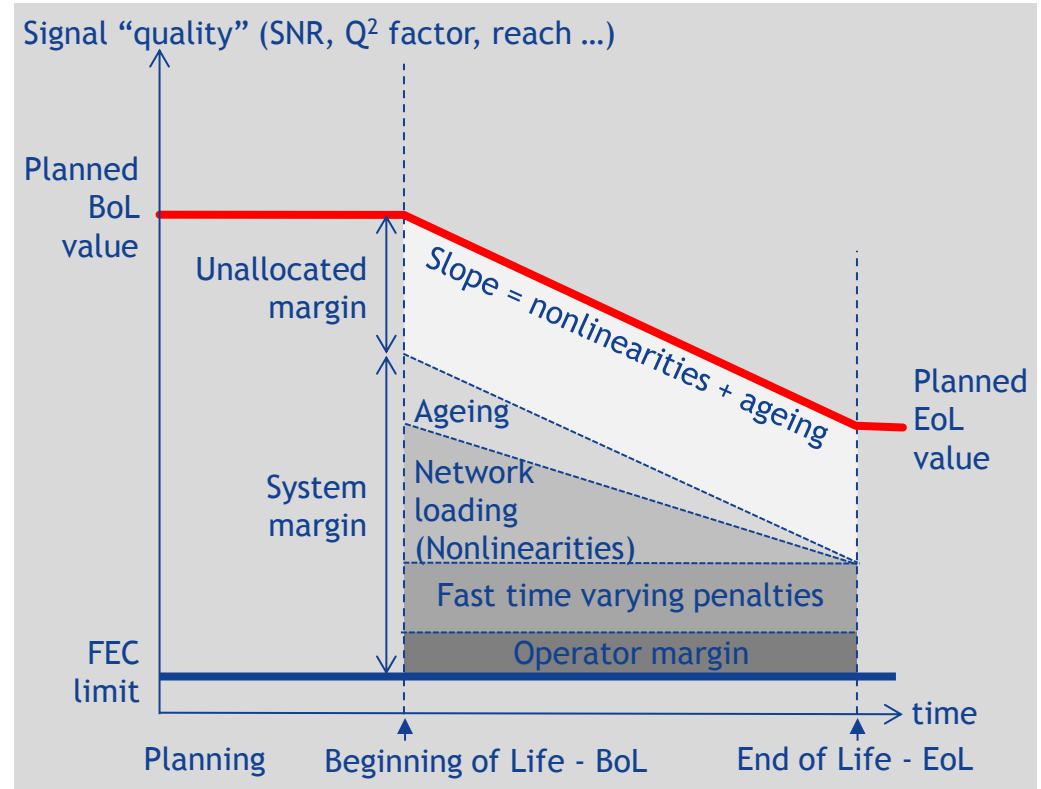 Signal “quality” (SNR, Q2 factor, reach …)
Planned
BoL
value
Unallocated
margin
Slope = nonlinearities + ageing
Planned
EoL
value
Ageing
System
margin
Network
loading
(Nonlinearities)
Fast time varying penalties
Operator margin
FEC
limit
time
Planning
Beginning of Life - BoL
End of Life - EoL